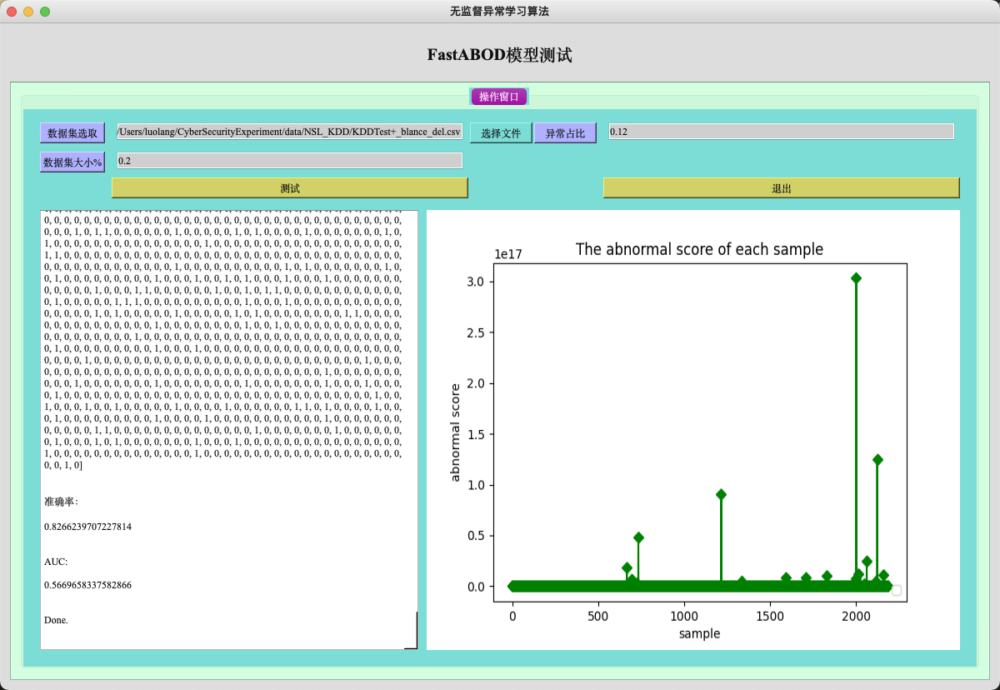 无监督异常学习算法
FastABOD模型测试
操作窗口
数据集选取
/Users/luolang/CyberSecurityExperiment/data/NSL_KDD/KDDTest+_blance_del.csv
选择文件
异常占比
0.12
数据集大小%
0.2
测试
退出
0, 0, 0, 0, 0, 0, 0, 0, 0, 0, 0, 0, 0, 0, 0, 0, 0, 0, 0, 0, 0, 0, 0, 0, 0, 0, 0, 0, 0, 0, 0, 0, 0, 0, 0, 0,
0, 0, 0, 1, 0, 1, 1, 0, 0, 0, 0, 0, 0, 1, 0, 0, 0, 0, 0, 1, 0, 1, 0, 0, 0, 0, 1, 0, 0, 0, 0, 0, 0, 0, 1, 0,
1, 0, 0, 0, 0, 0, 0, 0, 0, 0, 0, 0, 0, 0, 0, 0, 1, 0, 0, 0, 0, 0, 0, 0, 0, 0, 0, 0, 0, 0, 0, 0, 0, 0, 0, 0,
1, 1, 0, 0, 0, 0, 0, 0, 0, 0, 0, 0, 0, 0, 0, 0, 0, 0, 0, 0, 0, 0, 0, 0, 0, 0, 0, 0, 0, 0, 0, 0, 0, 0, 0, 0,
0, 0, 0, 0, 0, 0, 0, 0, 0, 0, 0, 0, 0, 1, 0, 0, 0, 0, 0, 0, 0, 0, 0, 0, 1, 0, 1, 0, 0, 0, 0, 0, 0, 0, 1, 0,
0, 1, 0, 0, 0, 0, 0, 0, 0, 0, 0, 1, 0, 0, 0, 1, 0, 1, 0, 1, 0, 0, 0, 0, 1, 0, 0, 0, 1, 0, 0, 0, 0, 0, 0, 0,
0, 0, 0, 0, 0, 1, 0, 0, 0, 1, 1, 0, 0, 0, 0, 0, 0, 1, 0, 0, 1, 0, 1, 1, 0, 0, 0, 0, 0, 0, 0, 0, 0, 0, 0, 0,
0, 1, 0, 0, 0, 0, 0, 1, 1, 1, 0, 0, 0, 0, 0, 0, 0, 0, 0, 0, 1, 0, 0, 0, 1, 0, 0, 0, 0, 0, 0, 0, 0, 0, 0, 0,
0, 0, 0, 0, 0, 1, 0, 1, 0, 0, 0, 0, 0, 1, 0, 0, 0, 0, 0, 1, 0, 1, 0, 0, 0, 0, 0, 0, 0, 0, 1, 1, 0, 0, 0, 0,
0, 0, 0, 0, 0, 0, 0, 0, 0, 0, 0, 1, 0, 0, 0, 0, 0, 0, 0, 0, 1, 0, 0, 1, 0, 0, 0, 0, 0, 0, 0, 0, 0, 0, 0, 0,
0, 0, 0, 0, 0, 0, 0, 0, 0, 1, 0, 0, 0, 0, 0, 0, 0, 0, 0, 0, 0, 0, 0, 0, 0, 0, 0, 0, 0, 0, 0, 0, 0, 0, 0, 0,
0, 1, 0, 0, 0, 0, 0, 0, 0, 0, 0, 1, 0, 0, 0, 1, 0, 0, 0, 0, 0, 0, 0, 0, 0, 0, 0, 0, 0, 0, 0, 0, 0, 0, 0, 0,
0, 0, 0, 0, 1, 0, 0, 0, 0, 0, 0, 0, 0, 0, 0, 0, 0, 0, 0, 0, 0, 0, 0, 0, 0, 0, 0, 0, 0, 0, 0, 0, 1, 0, 0, 0,
0, 0, 0, 0, 0, 0, 0, 0, 0, 0, 0, 0, 0, 0, 0, 0, 0, 0, 0, 0, 0, 0, 0, 0, 0, 0, 0, 0, 1, 0, 0, 0, 0, 0, 0, 0,
0, 0, 0, 1, 0, 0, 0, 0, 0, 0, 0, 1, 0, 0, 0, 0, 0, 0, 0, 0, 1, 0, 0, 0, 0, 0, 0, 0, 1, 0, 0, 0, 1, 0, 0, 0,
0, 1, 0, 0, 0, 0, 0, 0, 0, 0, 0, 0, 0, 0, 0, 0, 0, 0, 0, 0, 0, 0, 0, 0, 0, 0, 0, 0, 0, 0, 0, 0, 0, 1, 0, 0,
1, 0, 0, 0, 1, 0, 0, 1, 0, 0, 0, 0, 0, 1, 0, 0, 0, 0, 1, 0, 0, 0, 0, 0, 0, 1, 1, 0, 1, 0, 0, 0, 0, 1, 0, 0,
0, 1, 0, 0, 0, 0, 0, 0, 0, 0, 0, 1, 0, 0, 0, 0, 1, 0, 0, 0, 0, 0, 0, 0, 0, 0, 0, 0, 1, 0, 0, 0, 0, 0, 0, 0,
0, 0, 0, 0, 0, 1, 1, 0, 0, 0, 0, 0, 0, 0, 0, 0, 0, 0, 0, 0, 0, 1, 0, 0, 0, 0, 0, 0, 0, 1, 0, 0, 0, 0, 0, 0,
0, 1, 0, 0, 0, 1, 0, 1, 0, 0, 0, 0, 0, 0, 0, 1, 0, 0, 0, 1, 0, 0, 0, 0, 0, 0, 0, 0, 0, 0, 0, 0, 0, 0, 0, 0,
1, 0, 0, 0, 0, 0, 0, 0, 0, 0, 0, 0, 0, 0, 0, 1, 0, 0, 0, 0, 0, 0, 0, 0, 0, 0, 0, 0, 0, 0, 0, 0, 0, 0, 0, 0,
0, 0, 1, 0]
准确率:
0.8266239707227814
AUC:
0.5669658337582866
Done.
The abnormal score of each sample
1e17
3.0
2.5
2.0
1.5
1.0
0.5
0.0
abnormal score
0
500
1000
1500
2000
sample